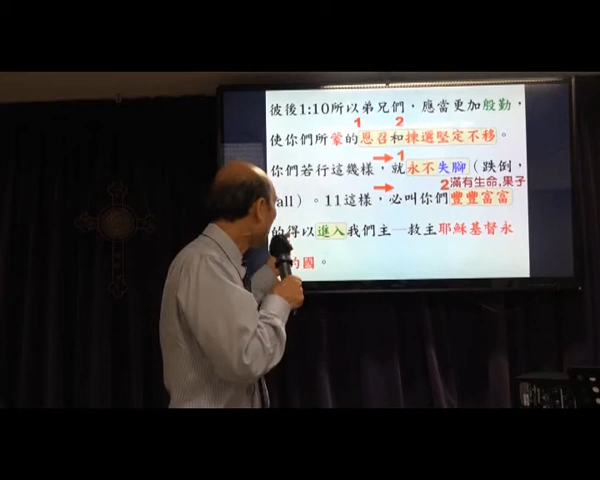 彼後1:10所以弟兄們，應當更加殷勤，
1 2
使你們所蒙的恩召和揀選堅定不移。
1
你們若行這幾樣，就永不失腳（跌倒，
2滿有生命,果子
all）。11這樣，必叫你們豐豐富富
的得以進入我們主—救主耶穌基督永
的國。